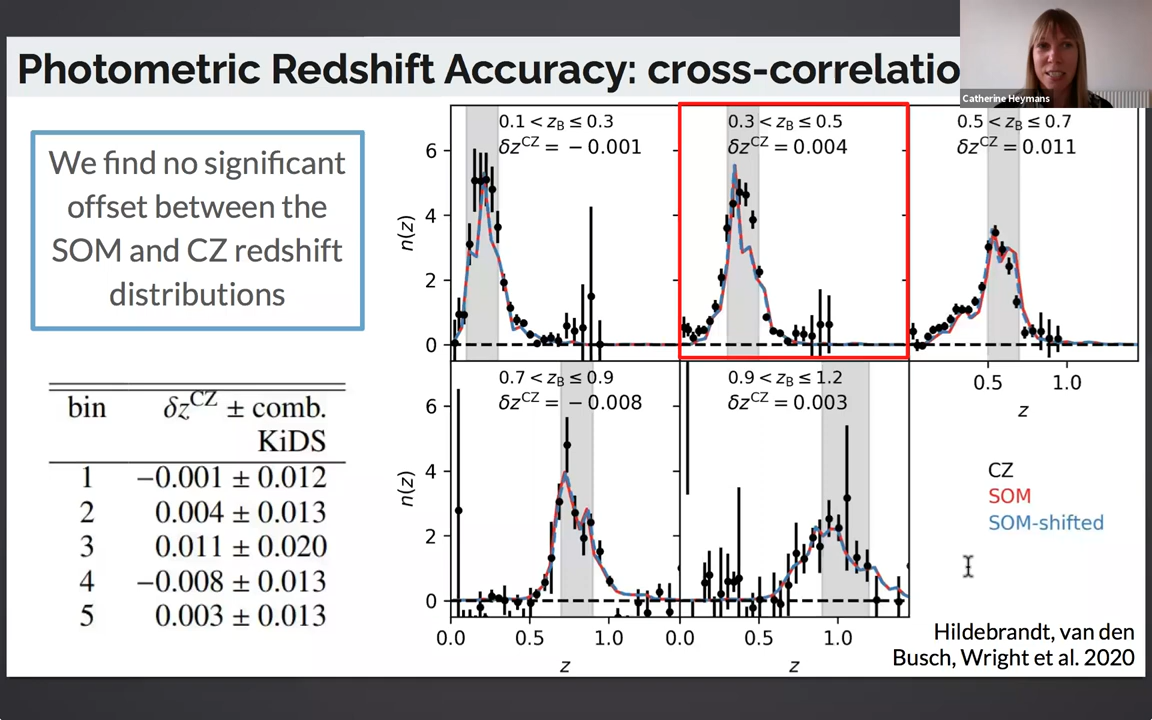 Photometric Redshift Accuracy: cross-correlatio
Catherine Heymans
We find no significant
offset between the
SOM and CZ redshift
distributions
bin δz^CZ ± comb.
KiDS
1 −0.001 ± 0.012
2 0.004 ± 0.013
3 0.011 ± 0.020
4 −0.008 ± 0.013
5 0.003 ± 0.013
0.1 < z_B ≤ 0.3
δz^CZ = − 0.001
0.3 < z_B ≤ 0.5
δz^CZ = 0.004
0.5 < z_B ≤ 0.7
δz^CZ = 0.011
6
4
2
0
n(z)
0.5 1.0
z
0.7 < z_B ≤ 0.9
δz^CZ = − 0.008
0.9 < z_B ≤ 1.2
δz^CZ = 0.003
6
4
2
0
n(z)
0.0 0.5 1.0 0.0 0.5 1.0
z z
CZ
SOM
SOM-shifted
Hildebrandt, van den
Busch, Wright et al. 2020